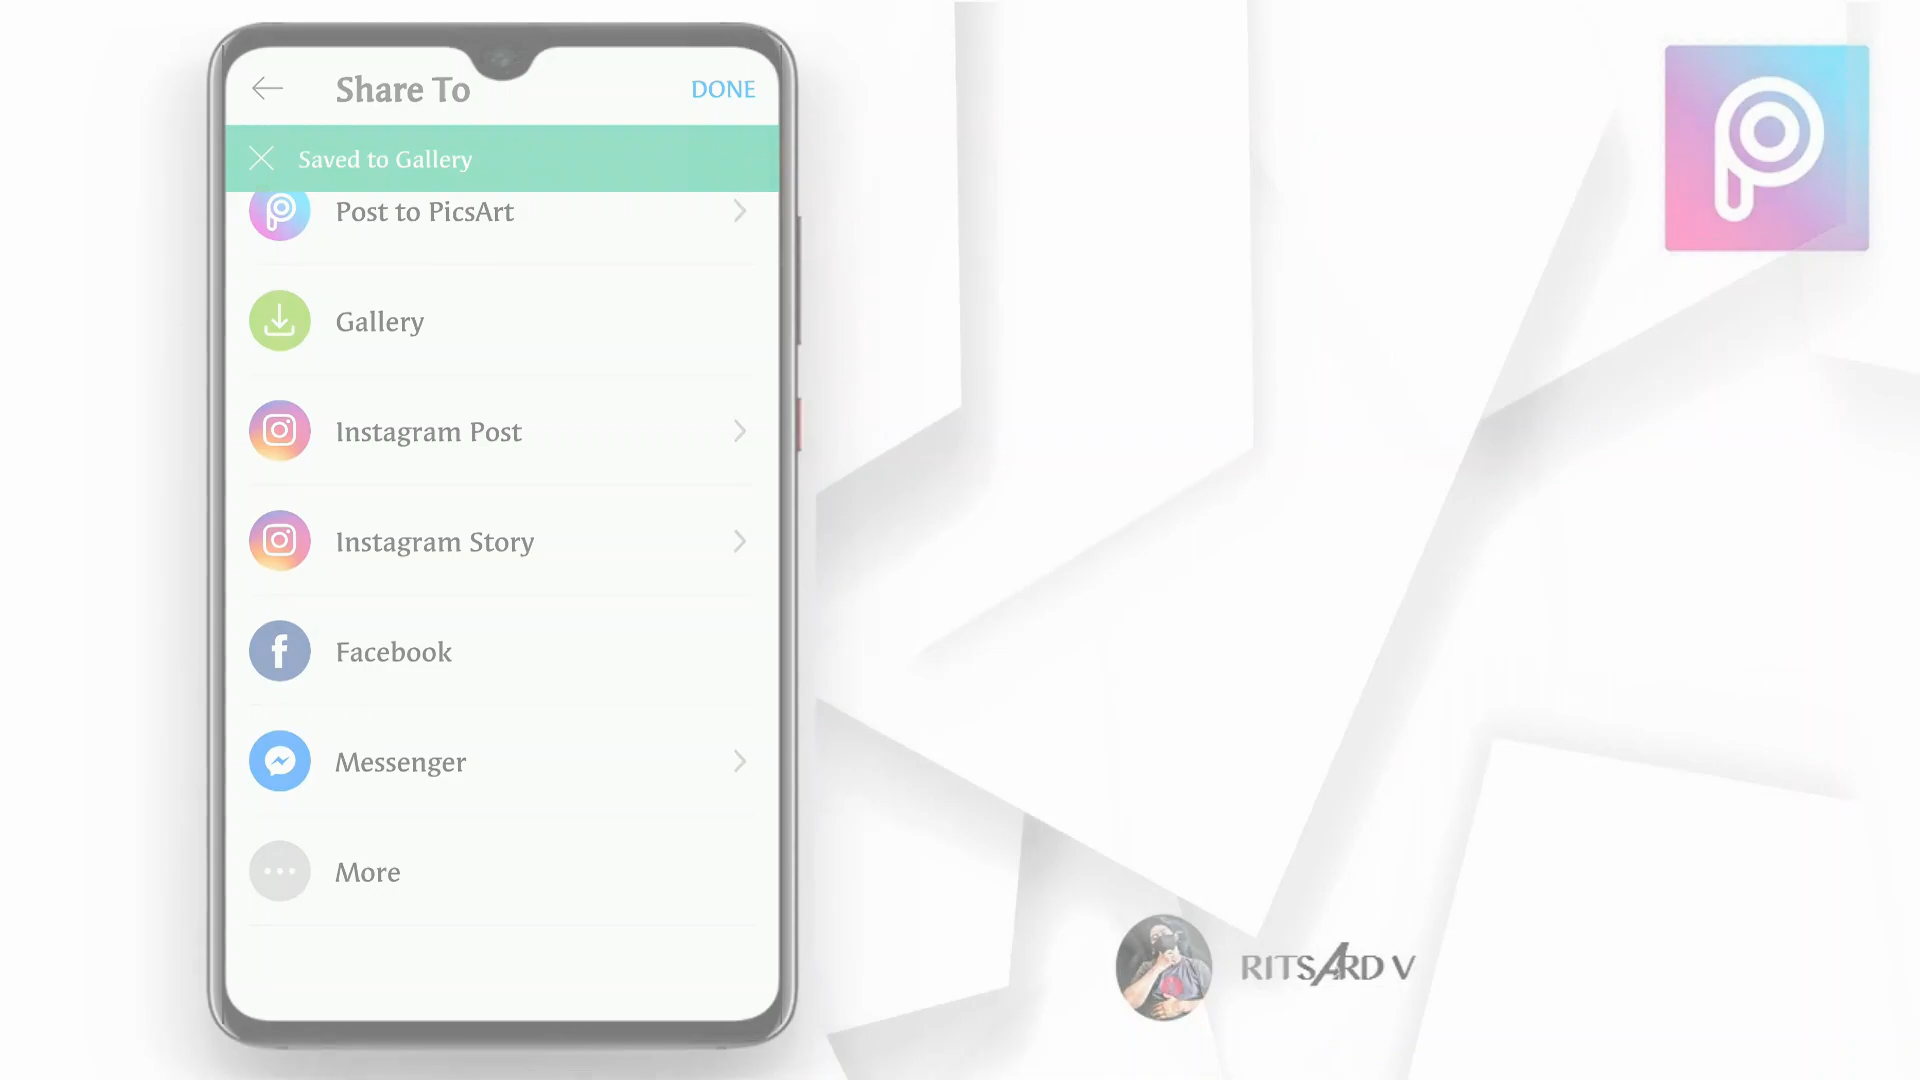 Share To
DONE
Saved to Gallery
Post to PicsArt
Gallery
Instagram Post
Instagram Story
Facebook
Messenger
More
RITSARD V